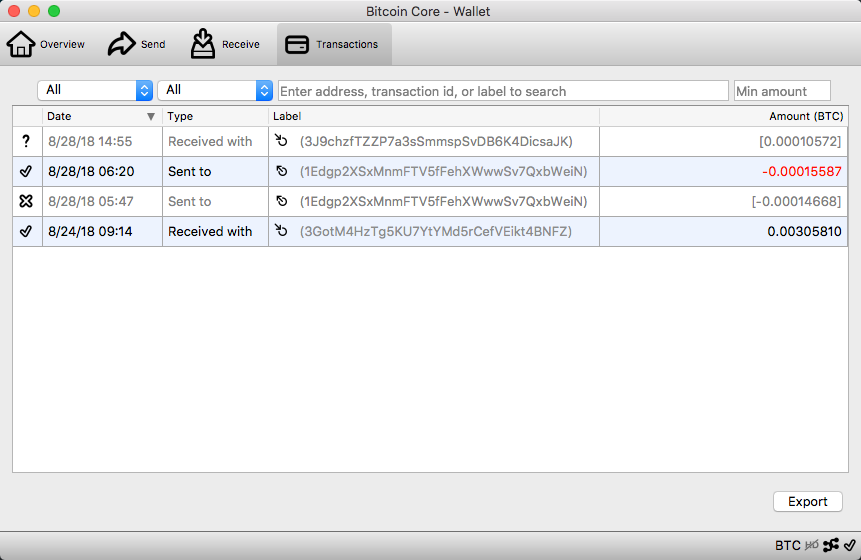 Bitcoin Core - Wallet
Overview Send Receive Transactions
All All Enter address, transaction id, or label to search Min amount
Date Type Label Amount (BTC)
? 8/28/18 14:55 Received with (3J9chzfTZZP7a3sSmmspSvDB6K4DicsaJK) [0.00010572]
8/28/18 06:20 Sent to (1Edgp2XSxMnmFTV5fFehXWwwSv7QxbWeiN) -0.00015587
8/28/18 05:47 Sent to (1Edgp2XSxMnmFTV5fFehXWwwSv7QxbWeiN) [-0.00014668]
8/24/18 09:14 Received with (3GotM4HzTg5KU7YtYMd5rCefVEikt4BNFZ) 0.00305810
Export
BTC HD